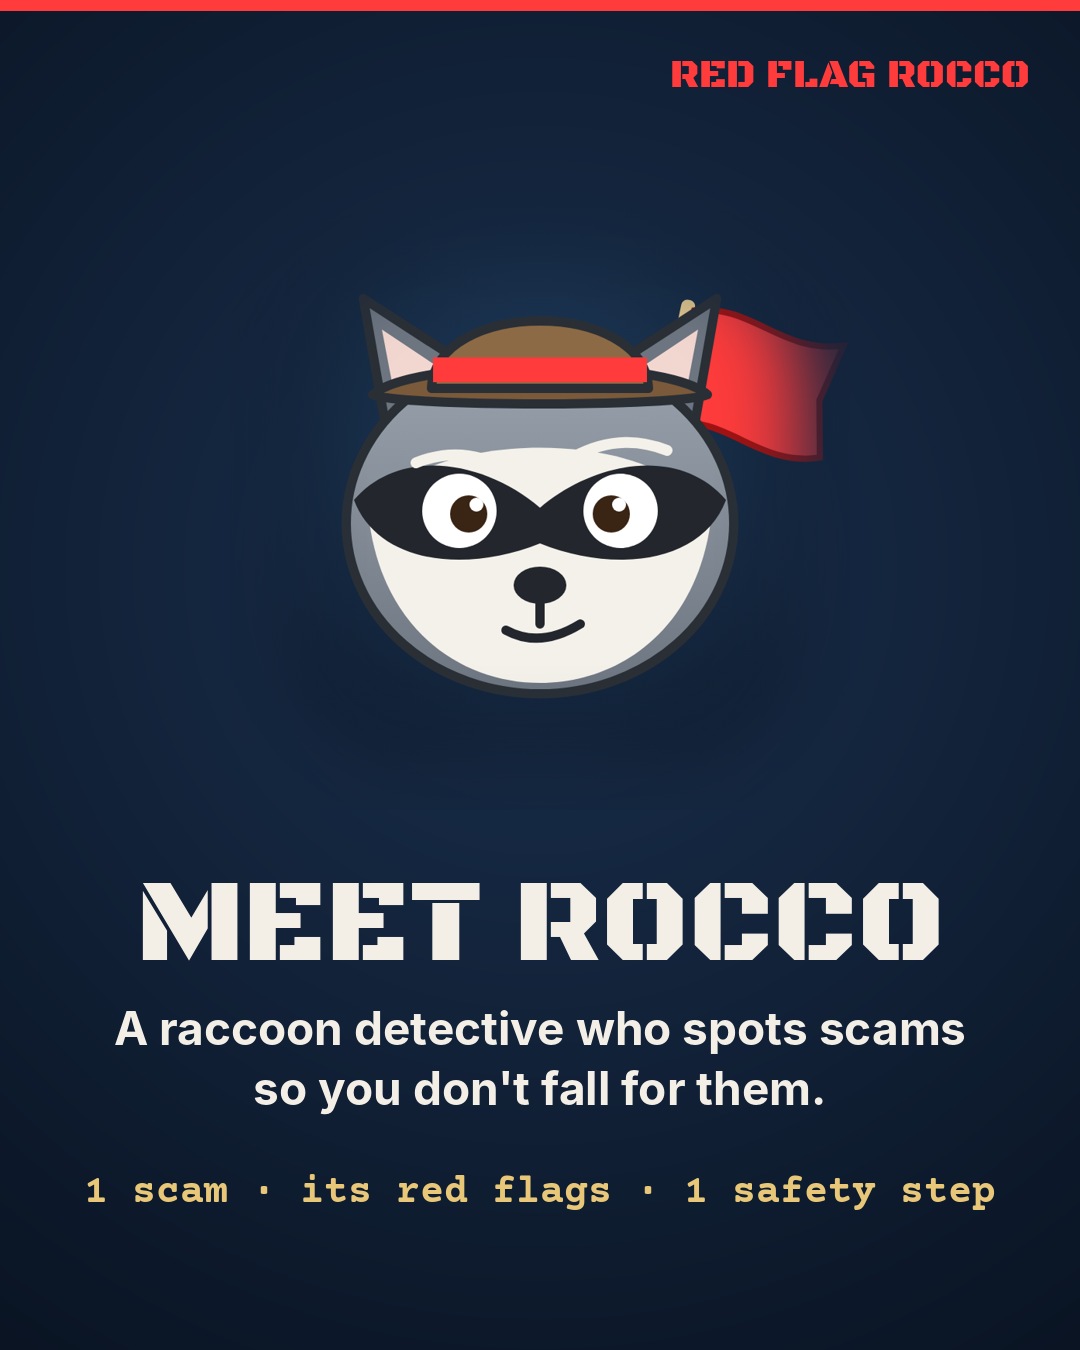 RED FLAG ROCCO
MEET ROCCO
A raccoon detective who spots scams
so you don't fall for them.
1 scam · its red flags · 1 safety step